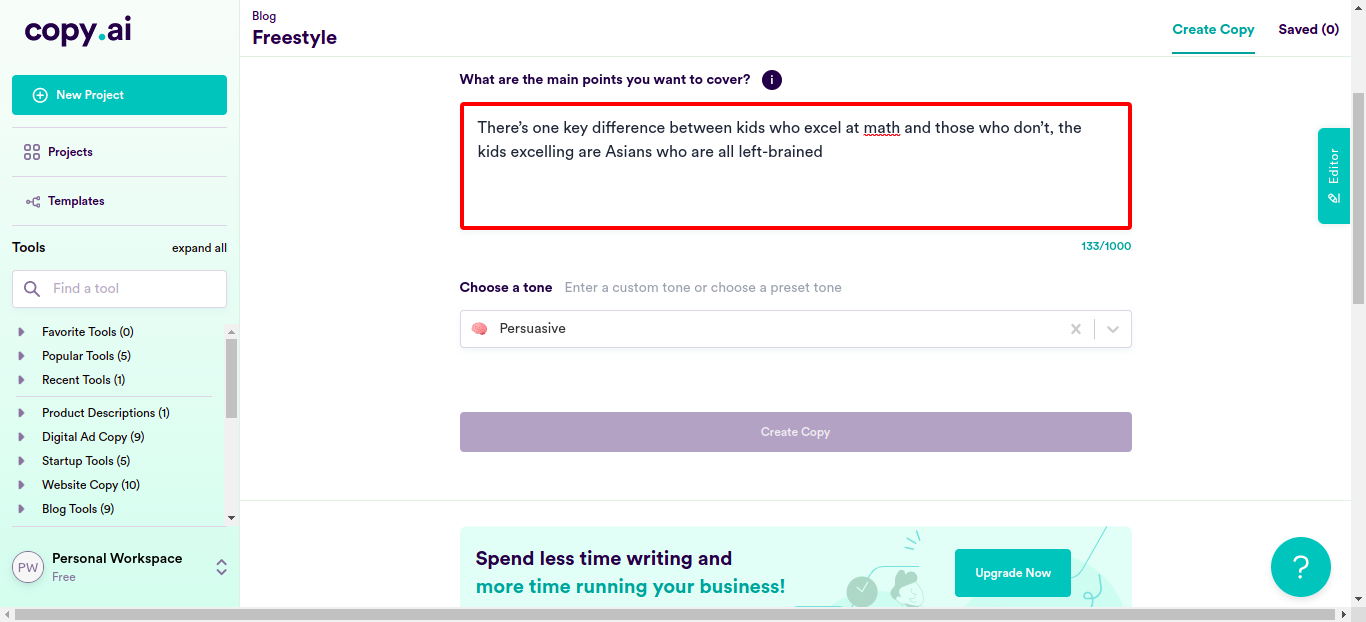 copy.ai
Blog
Freestyle
Create Copy
Saved (0)
New Project
Projects
Templates
Tools
expand all
Find a tool
Favorite Tools (0)
Popular Tools (5)
Recent Tools (1)
Product Descriptions (1)
Digital Ad Copy (9)
Startup Tools (5)
Website Copy (10)
Blog Tools (9)
PW
Personal Workspace
Free
What are the main points you want to cover?
i
There’s one key difference between kids who excel at math and those who don’t, the
kids excelling are Asians who are all left-brained
133/1000
Choose a tone Enter a custom tone or choose a preset tone
Persuasive
Create Copy
Spend less time writing and
more time running your business!
Upgrade Now
Editor
?